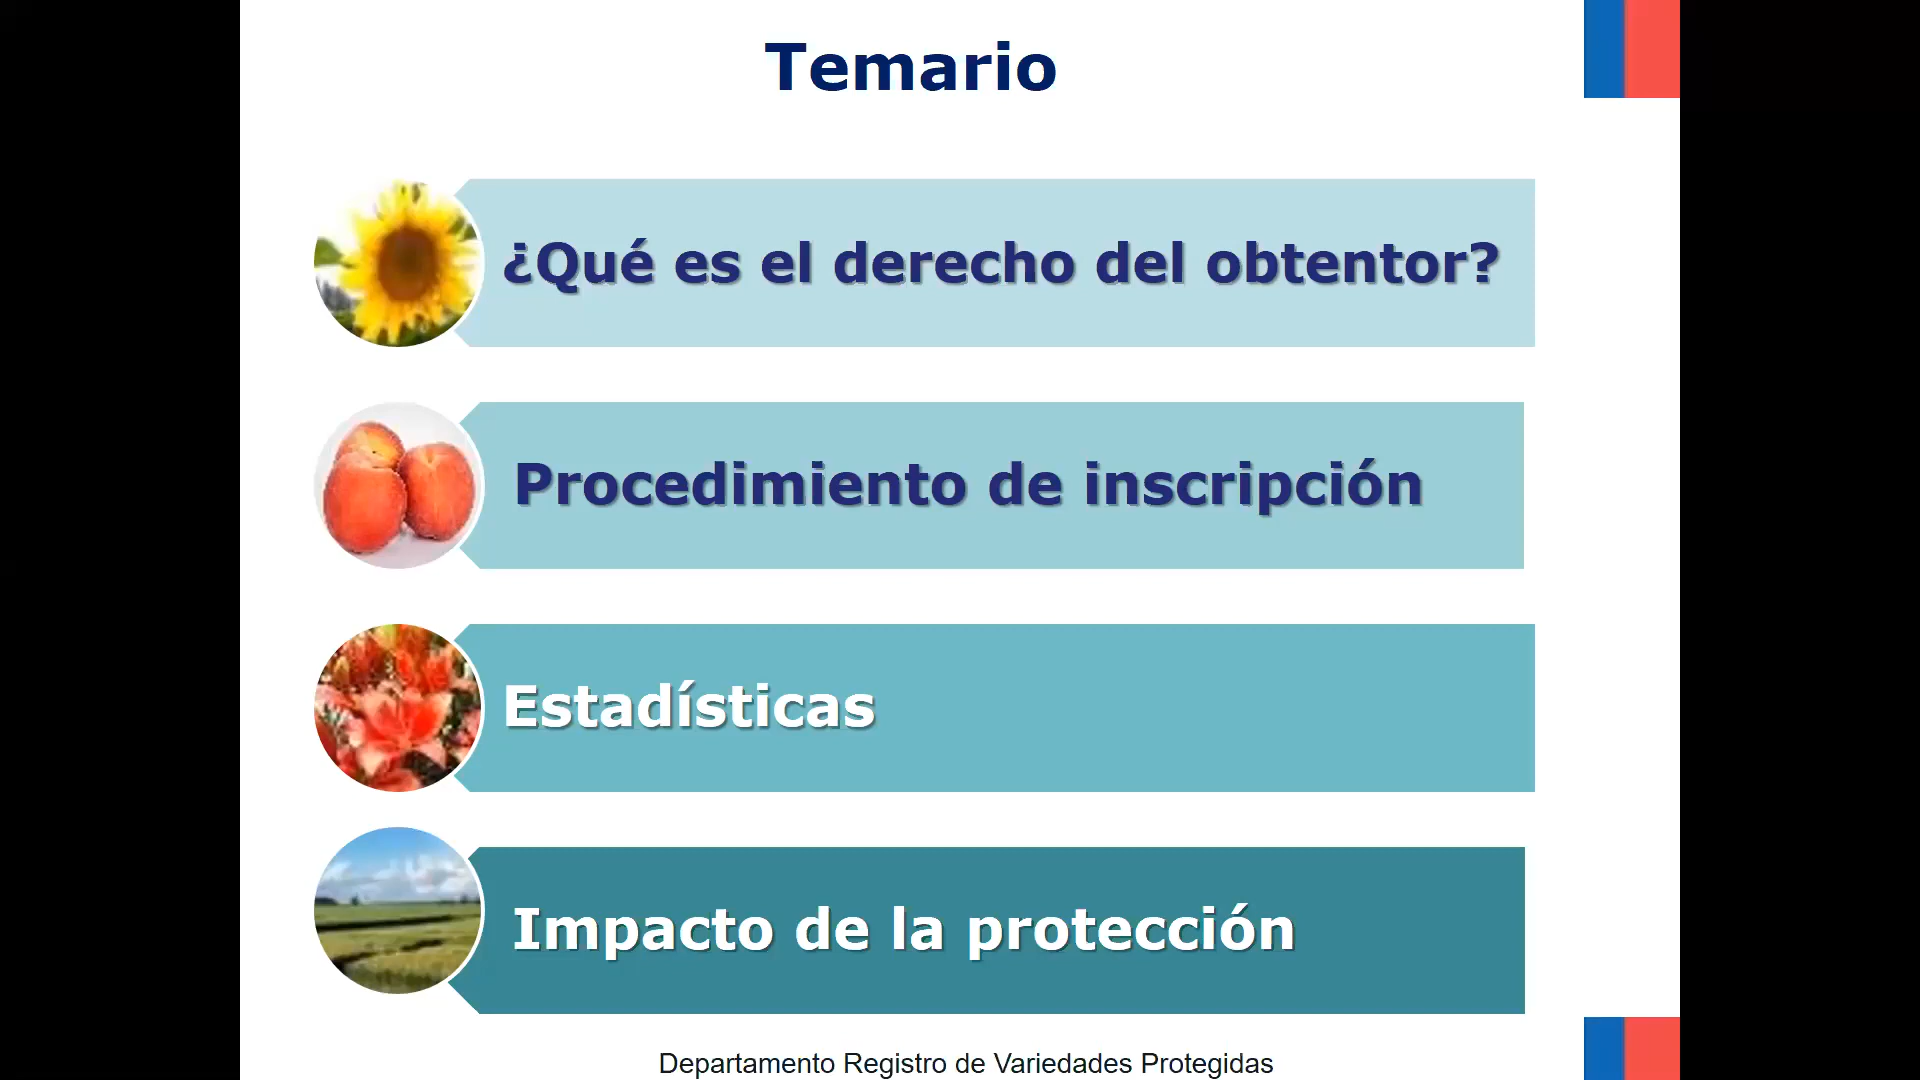 Temario
¿Qué es el derecho del obtentor?
Procedimiento de inscripción
Estadísticas
Impacto de la protección
Departamento Registro de Variedades Protegidas